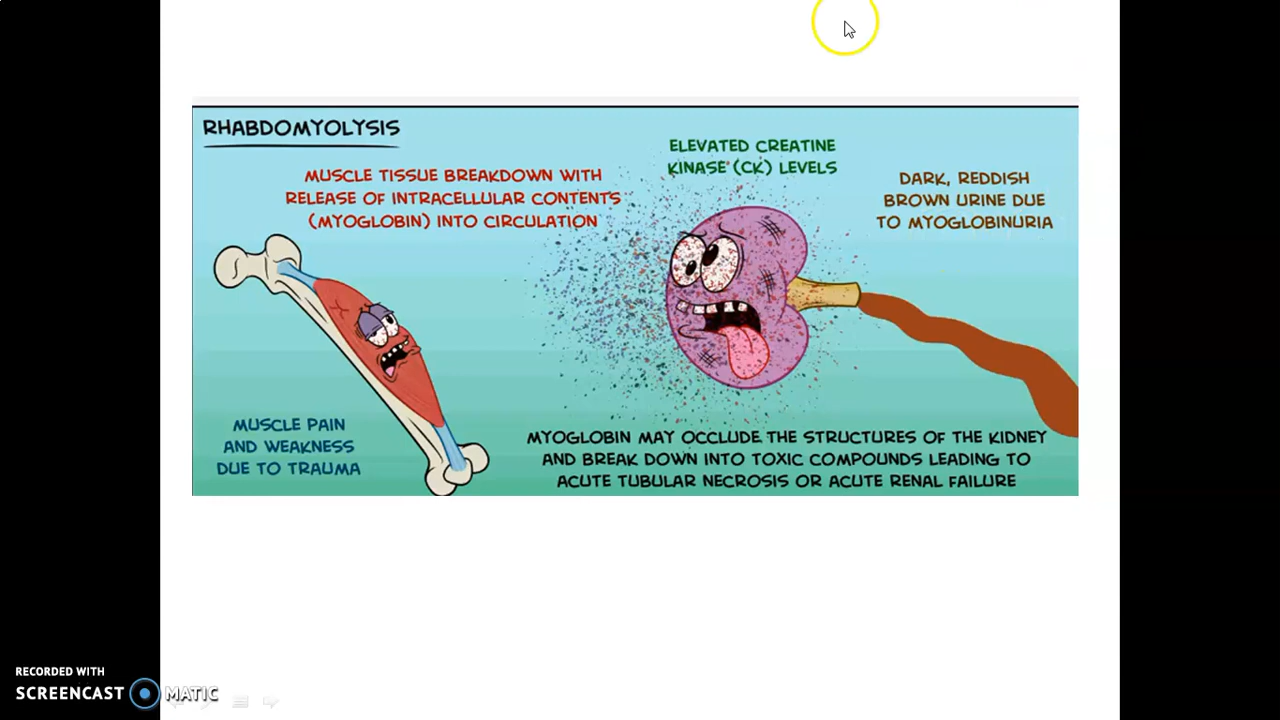 RHABDOMYOLYSIS
MUSCLE TISSUE BREAKDOWN WITH
RELEASE OF INTRACELLULAR CONTENTS
(MYOGLOBIN) INTO CIRCULATION
ELEVATED CREATINE
KINASE (CK) LEVELS
DARK, REDDISH
BROWN URINE DUE
TO MYOGLOBINURIA
MUSCLE PAIN
AND WEAKNESS
DUE TO TRAUMA
MYOGLOBIN MAY OCCLUDE THE STRUCTURES OF THE KIDNEY
AND BREAK DOWN INTO TOXIC COMPOUNDS LEADING TO
ACUTE TUBULAR NECROSIS OR ACUTE RENAL FAILURE
RECORDED WITH
SCREENCAST MATIC